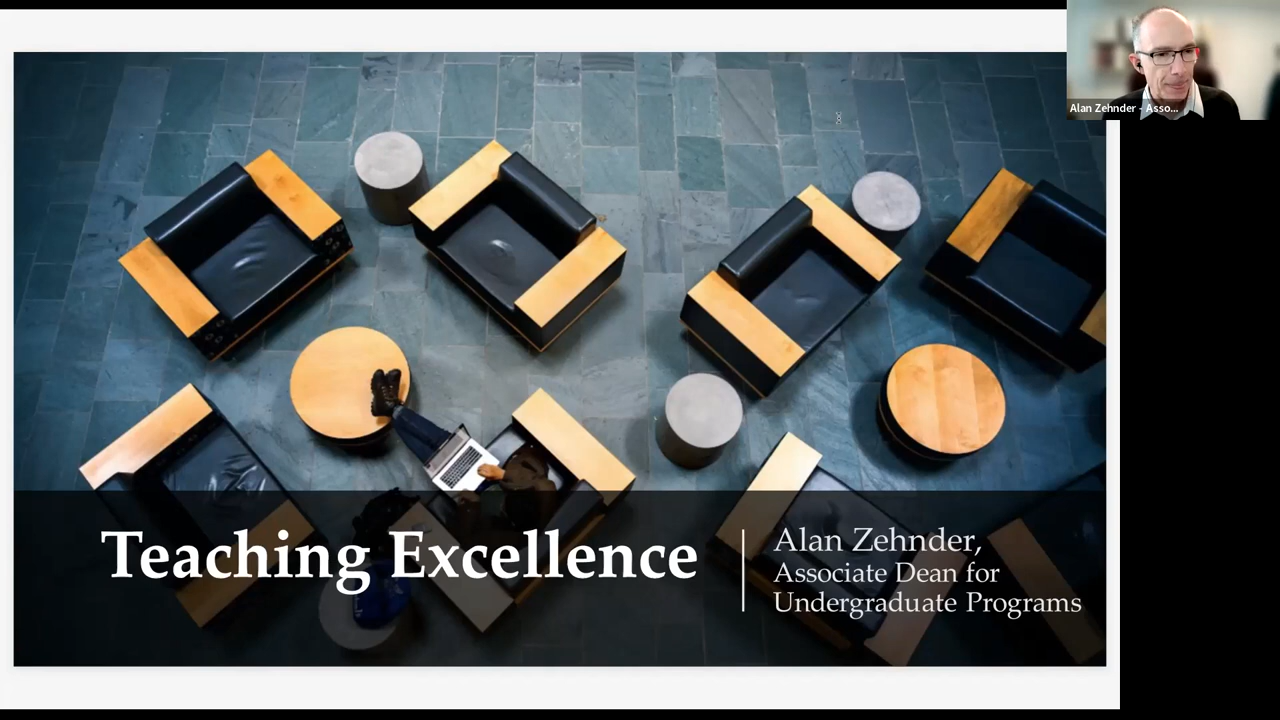 Alan Zehnder - Asso...
Teaching Excellence
Alan Zehnder,
Associate Dean for
Undergraduate Programs